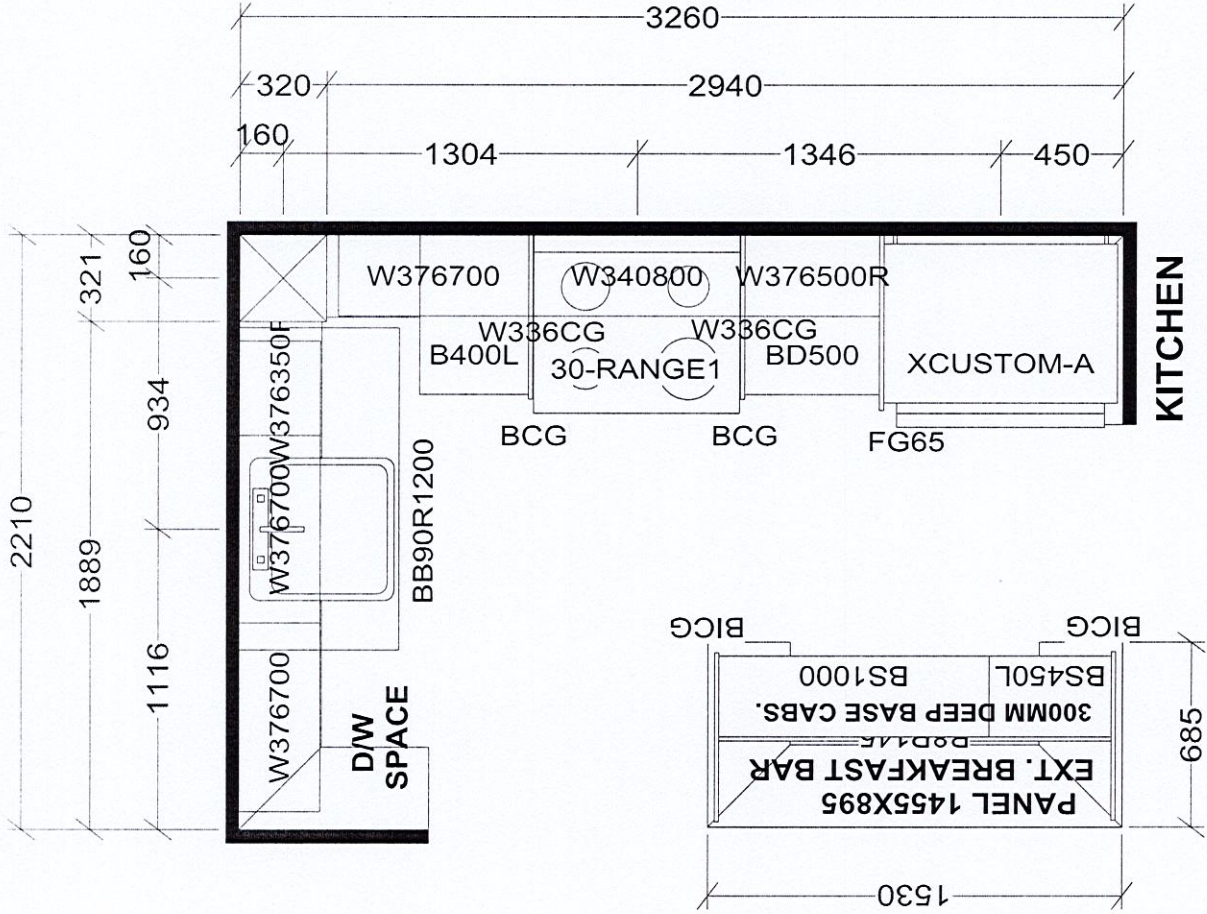 3260
320
2940
160
1304
1346
450
2210
321
1889
160
934
1116
W376700
W340800
W376500R
W336CG
W336CG
B400L
30-RANGE1
BD500
XCUSTOM-A
BCG
BCG
FG65
KITCHEN
W376700
W376700
BB90R1200
D/W
SPACE
BICG
BICG
BS1000
BS450L
300MM DEEP BASE CABS.
EXT. BREAKFAST BAR
PANEL 1455X895
685
1530